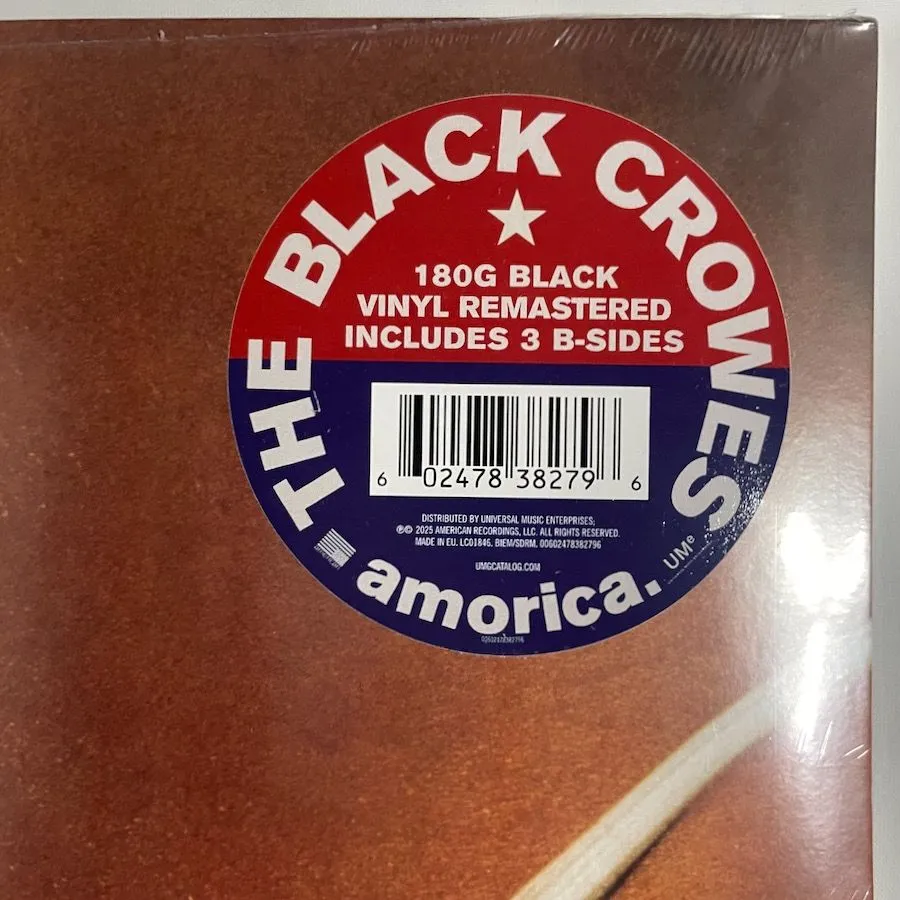 THE BLACK CROWES
180G BLACK
VINYL REMASTERED
INCLUDES 3 B-SIDES
6 02478 38279 6
DISTRIBUTED BY UNIVERSAL MUSIC ENTERPRISES;
℗© 2025 AMERICAN RECORDINGS, LLC. ALL RIGHTS RESERVED.
MADE IN EU. LC01846. BIEM/SDRM. 00602478382796
UMGCATALOG.COM
UMe
amorica.
00602478382796